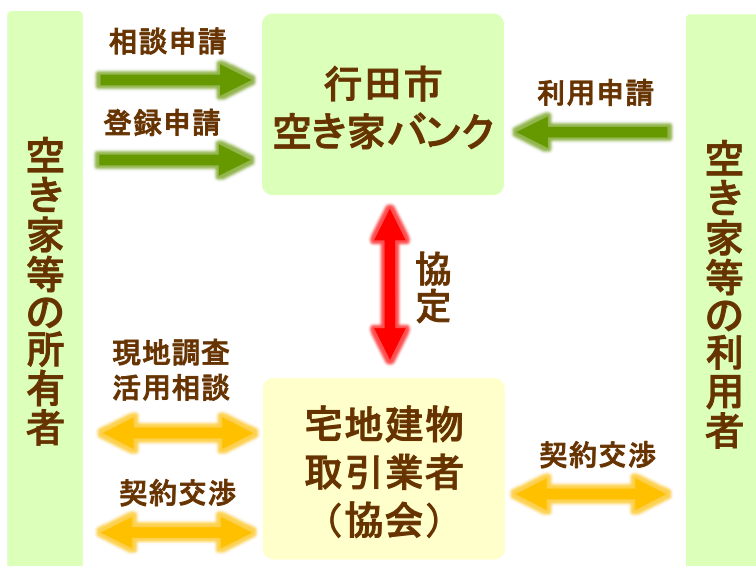 空き家等の所有者
相談申請
登録申請
行田市
空き家バンク
利用申請
空き家等の利用者
協定
現地調査
活用相談
契約交渉
宅地建物
取引業者
（協会）
契約交渉